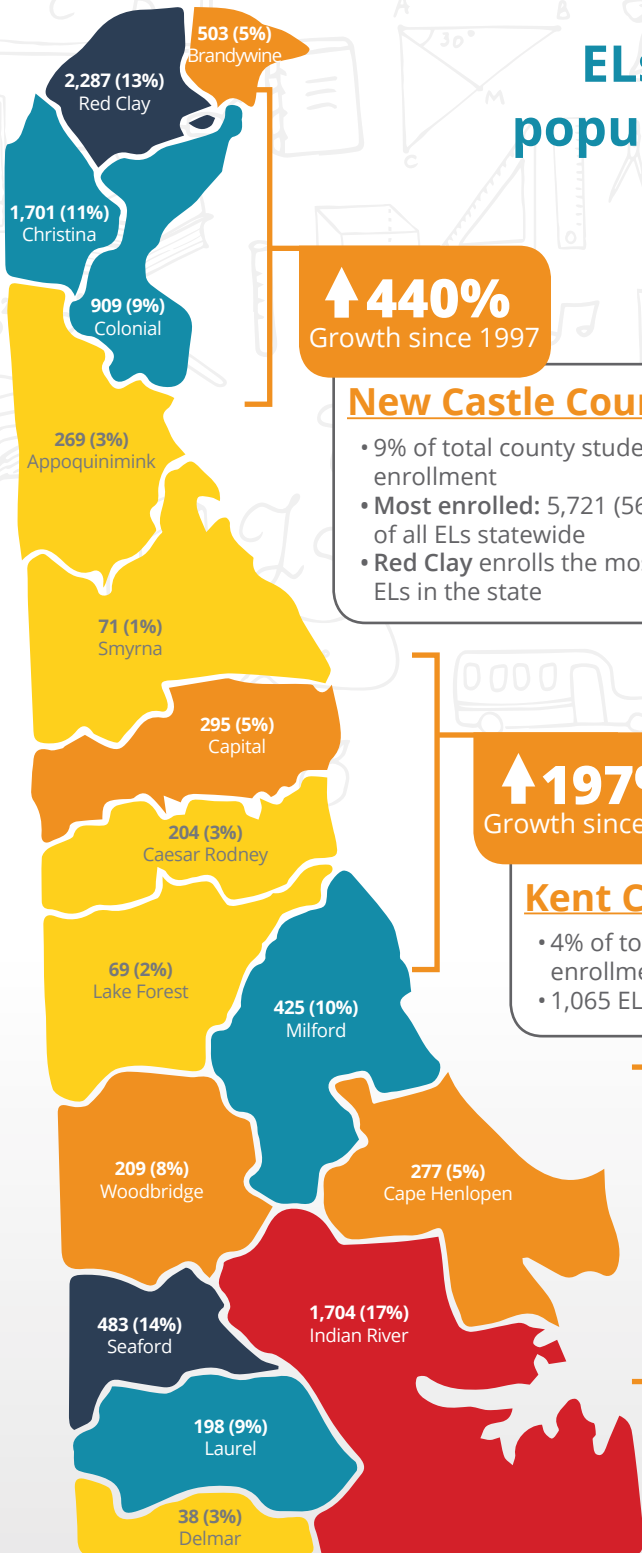 ELs
popu
503 (5%)
Brandywine
2,287 (13%)
Red Clay
1,701 (11%)
Christina
909 (9%)
Colonial
440%
Growth since 1997
New Castle Cour
• 9% of total county stude
enrollment
• Most enrolled: 5,721 (56
of all ELs statewide
• Red Clay enrolls the mos
ELs in the state
269 (3%)
Appoquinimink
71 (1%)
Smyrna
295 (5%)
Capital
197%
Growth since
204 (3%)
Caesar Rodney
Kent C
• 4% of to
enrollme
• 1,065 EL
69 (2%)
Lake Forest
425 (10%)
Milford
209 (8%)
Woodbridge
277 (5%)
Cape Henlopen
483 (14%)
Seaford
1,704 (17%)
Indian River
198 (9%)
Laurel
38 (3%)
Delmar
A
B
30°
M
C